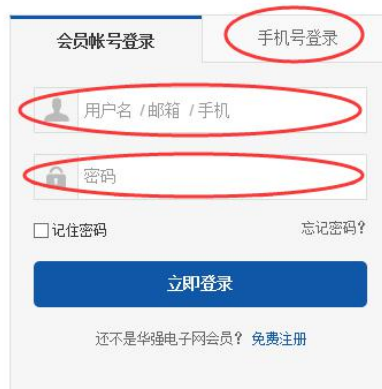 会员帐号登录 手机号登录
用户名 / 邮箱 / 手机
密码
记住密码 忘记密码?
立即登录
还不是华强电子网会员? 免费注册